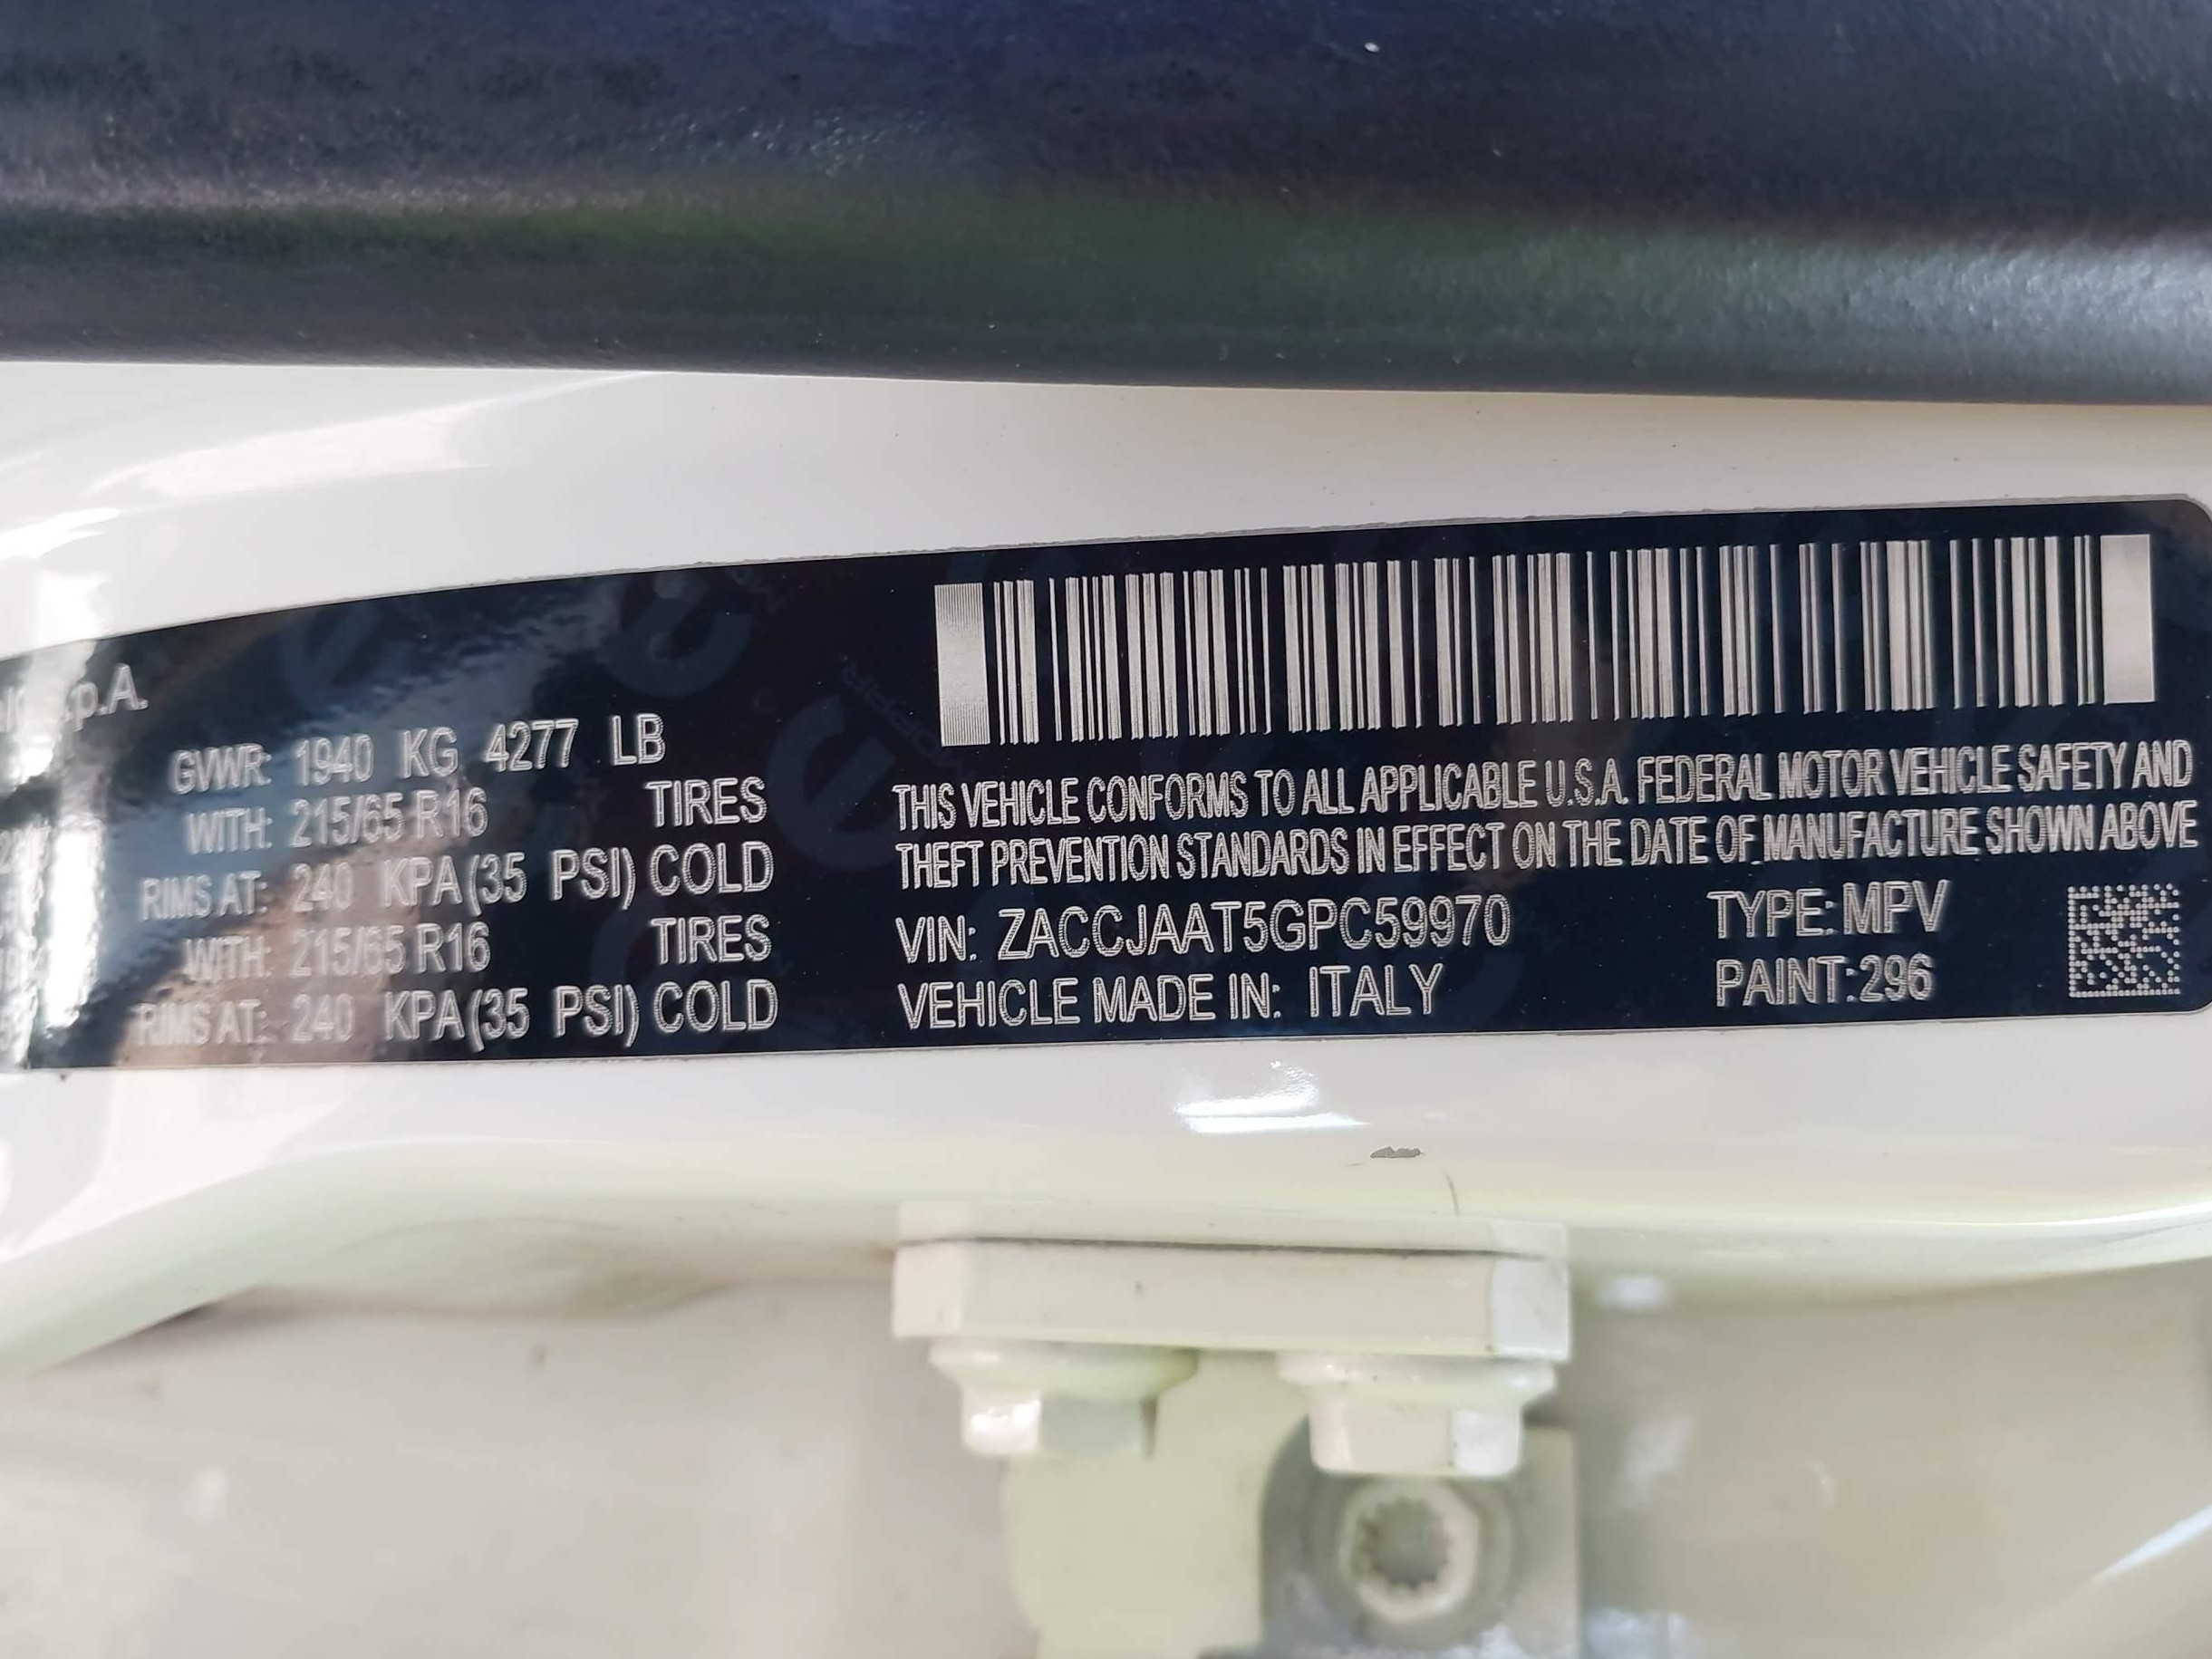 p.A.
GVWR: 1940 KG 4277 LB
WITH: 215/65 R16 TIRES
RIMS AT: 240 KPA(35 PSI) COLD
WITH: 215/65 R16 TIRES
RIMS AT: 240 KPA(35 PSI) COLD
THIS VEHICLE CONFORMS TO ALL APPLICABLE U.S.A. FEDERAL MOTOR VEHICLE SAFETY AND
THEFT PREVENTION STANDARDS IN EFFECT ON THE DATE OF MANUFACTURE SHOWN ABOVE
VIN: ZACCJAAT5GPC59970 TYPE: MPV
VEHICLE MADE IN: ITALY PAINT:296